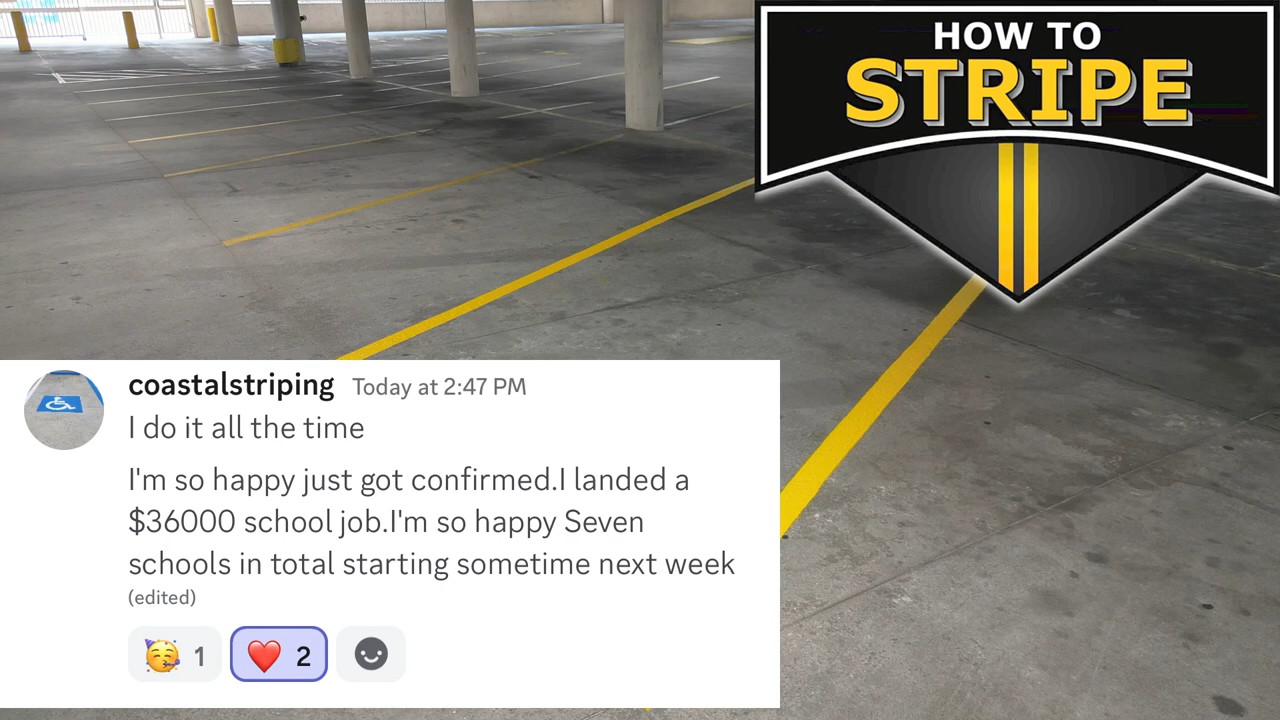 HOW TO
STRIPE
coastalstriping Today at 2:47 PM
I do it all the time
I'm so happy just got confirmed.I landed a
$36000 school job.I'm so happy Seven
schools in total starting sometime next week
(edited)
1 2